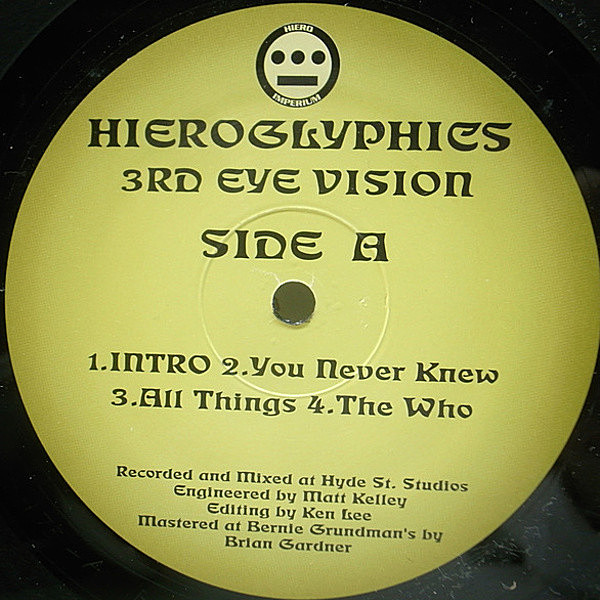 HIERO
IMPERIUM
HIEROGLYPHICS
3RD EYE VISION
SIDE A
1.INTRO 2.You Never Knew
3.All Things 4.The Who
Recorded and Mixed at Hyde St. Studios
Engineered by Matt Kelley
Editing by Ken Lee
Mastered at Bernie Grundman's by
Brian Gardner